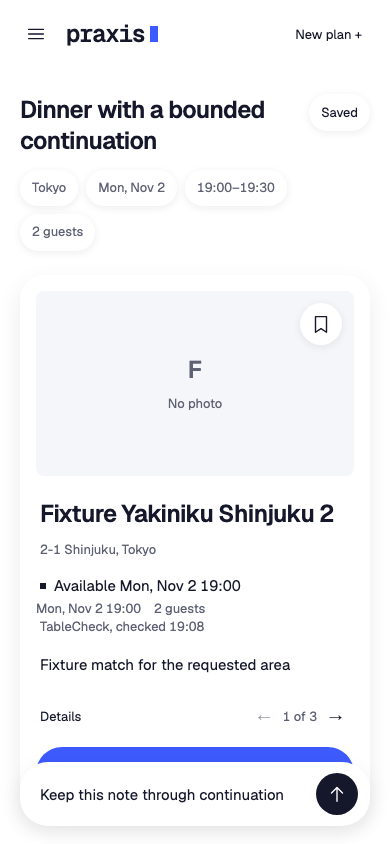 praxis
New plan +
Dinner with a bounded
continuation
Saved
Tokyo
Mon, Nov 2
19:00–19:30
2 guests
F
No photo
Fixture Yakiniku Shinjuku 2
2-1 Shinjuku, Tokyo
Available Mon, Nov 2 19:00
Mon, Nov 2 19:00 2 guests
TableCheck, checked 19:08
Fixture match for the requested area
Details
← 1 of 3 →
Keep this note through continuation